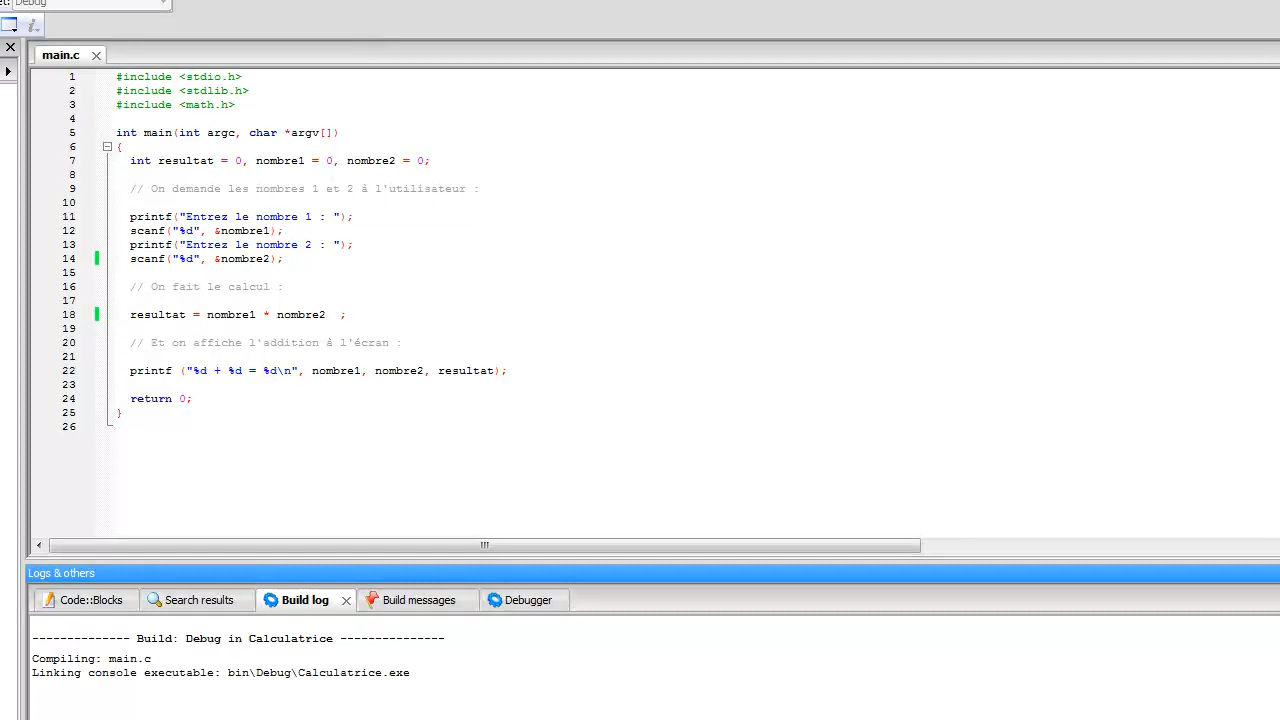 Debug
main.c
1 #include <stdio.h>
2 #include <stdlib.h>
3 #include <math.h>
4
5 int main(int argc, char *argv[])
6 {
7 int resultat = 0, nombre1 = 0, nombre2 = 0;
8
9 // On demande les nombres 1 et 2 à l'utilisateur :
10
11 printf("Entrez le nombre 1 : ");
12 scanf("%d", &nombre1);
13 printf("Entrez le nombre 2 : ");
14 scanf("%d", &nombre2);
15
16 // On fait le calcul :
17
18 resultat = nombre1 * nombre2  ;
19
20 // Et on affiche l'addition à l'écran :
21
22 printf ("%d + %d = %d\n", nombre1, nombre2, resultat);
23
24 return 0;
25 }
26
Logs & others
Code::Blocks Search results Build log Build messages Debugger
-------------- Build: Debug in Calculatrice ---------------
Compiling: main.c
Linking console executable: bin\Debug\Calculatrice.exe